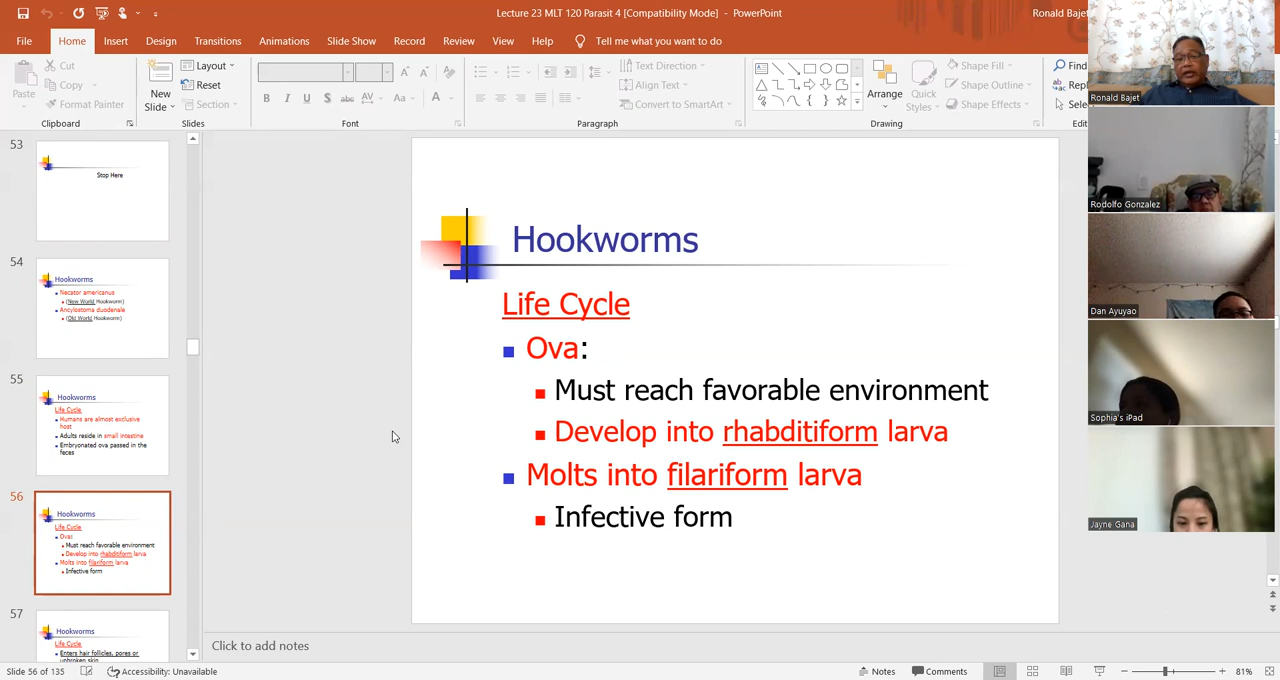 Lecture 23 MLT 120 Parasit 4 [Compatibility Mode] - PowerPoint
Ronald Bajet
File Home Insert Design Transitions Animations Slide Show Record Review View Help Tell me what you want to do
Paste
Cut
Copy
Format Painter
Clipboard
New Slide
Layout
Reset
Section
Slides
B I U S abc AV Aa A
Font
Text Direction
Align Text
Convert to SmartArt
Paragraph
Arrange
Quick Styles
Shape Fill
Shape Outline
Shape Effects
Drawing
Find
53
Stop Here
54
Hookworms
Necator americanus
(New World Hookworm)
Ancylostoma duodenale
(Old World Hookworm)
55
Hookworms
Life Cycle
Humans are almost exclusive
host
Adults reside in small intestine
Embryonated ova passed in the
feces
56
Hookworms
Life Cycle
Ova:
Must reach favorable environment
Develop into rhabditiform larva
Molts into filariform larva
Infective form
57
Hookworms
Life Cycle
Enters hair follicles, pores or
unbroken skin
Hookworms
Life Cycle
Ova:
Must reach favorable environment
Develop into rhabditiform larva
Molts into filariform larva
Infective form
Click to add notes
Slide 56 of 135
Accessibility: Unavailable
Notes
Comments
81%
Ronald Bajet
Rodolfo Gonzalez
Dan Ayuyao
Sophia's iPad
Jayne Gana